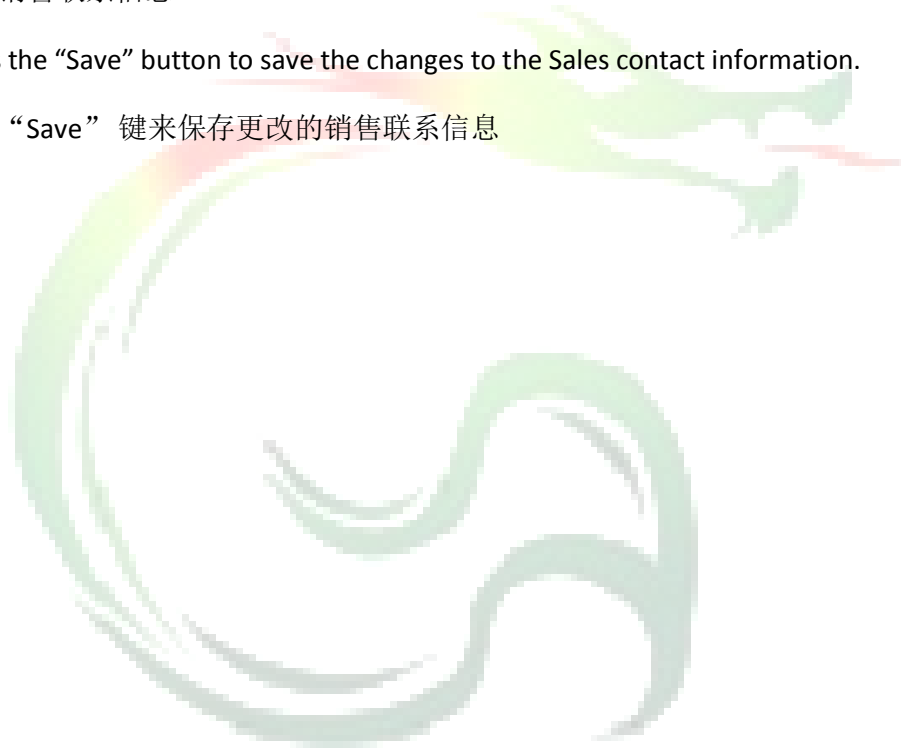 the “Save” button to save the changes to the Sales contact information.
“Save” 键来保存更改的销售联系信息